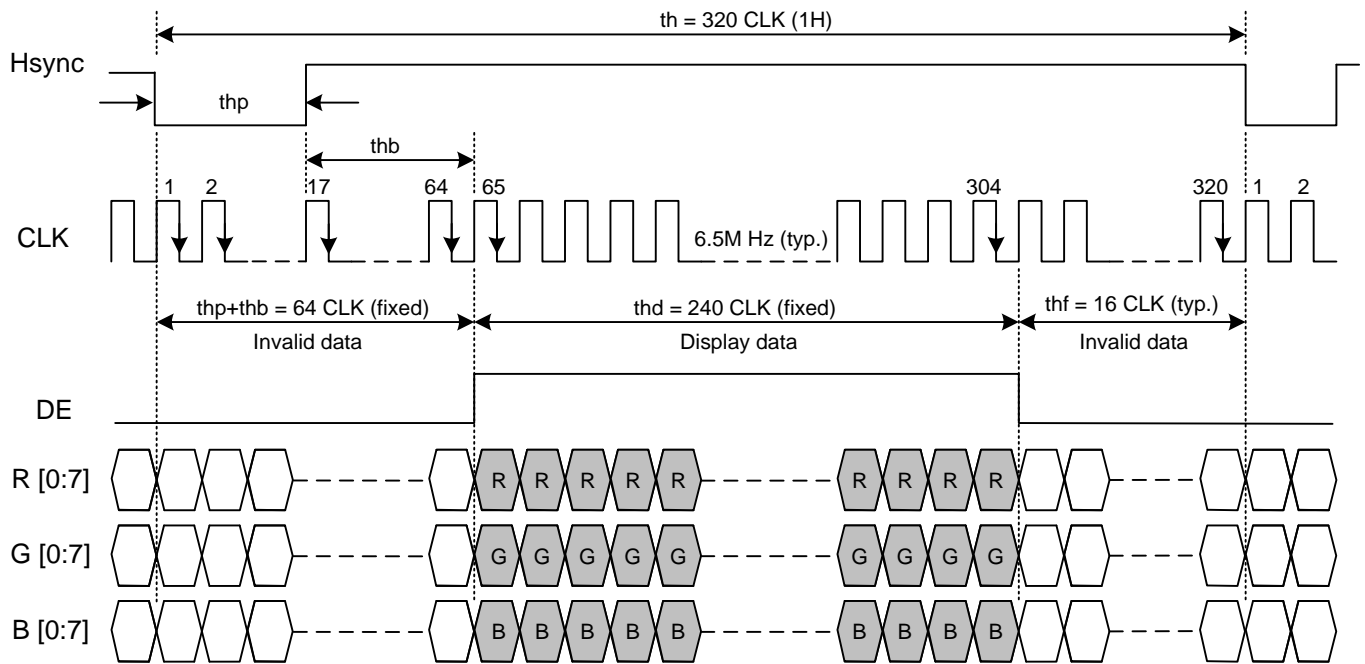 th = 320 CLK (1H)
Hsync
thp
thb
1 2 17 64 65 304 320 1 2
CLK
6.5M Hz (typ.)
thp+thb = 64 CLK (fixed) thd = 240 CLK (fixed) thf = 16 CLK (typ.)
Invalid data Display data Invalid data
DE
R [0:7] R R R R R R R R R
G [0:7] G G G G G G G G G
B [0:7] B B B B B B B B B